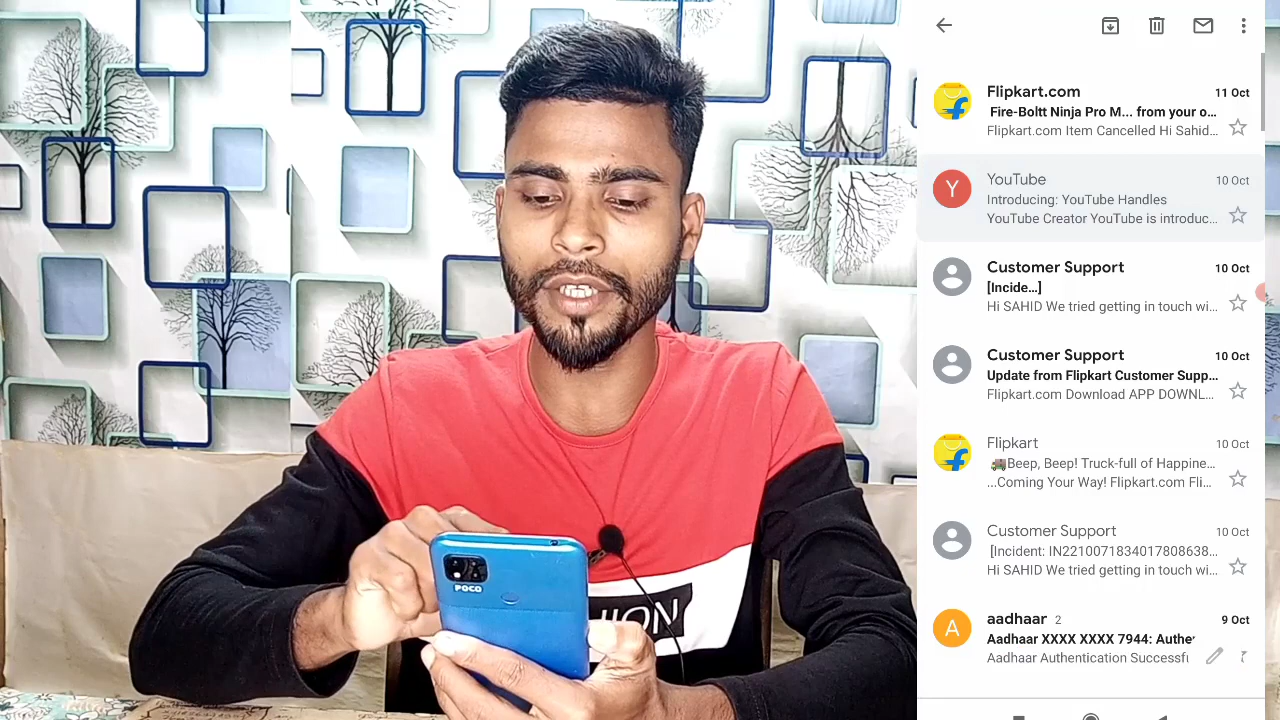 Flipkart.com
11 Oct
Fire-Boltt Ninja Pro M... from your o...
Flipkart.com Item Cancelled Hi Sahid...
Y
YouTube
10 Oct
Introducing: YouTube Handles
YouTube Creator YouTube is introduc...
Customer Support
10 Oct
[Incide...]
Hi SAHID We tried getting in touch wi...
Customer Support
10 Oct
Update from Flipkart Customer Supp...
Flipkart.com Download APP DOWNL...
Flipkart
10 Oct
🚚Beep, Beep! Truck-full of Happine...
...Coming Your Way! Flipkart.com Fli...
Customer Support
10 Oct
[Incident: IN2210071834017808638...
Hi SAHID We tried getting in touch wi...
A
aadhaar 2
9 Oct
Aadhaar XXXX XXXX 7944: Authe
Aadhaar Authentication Successf
POCO
HION